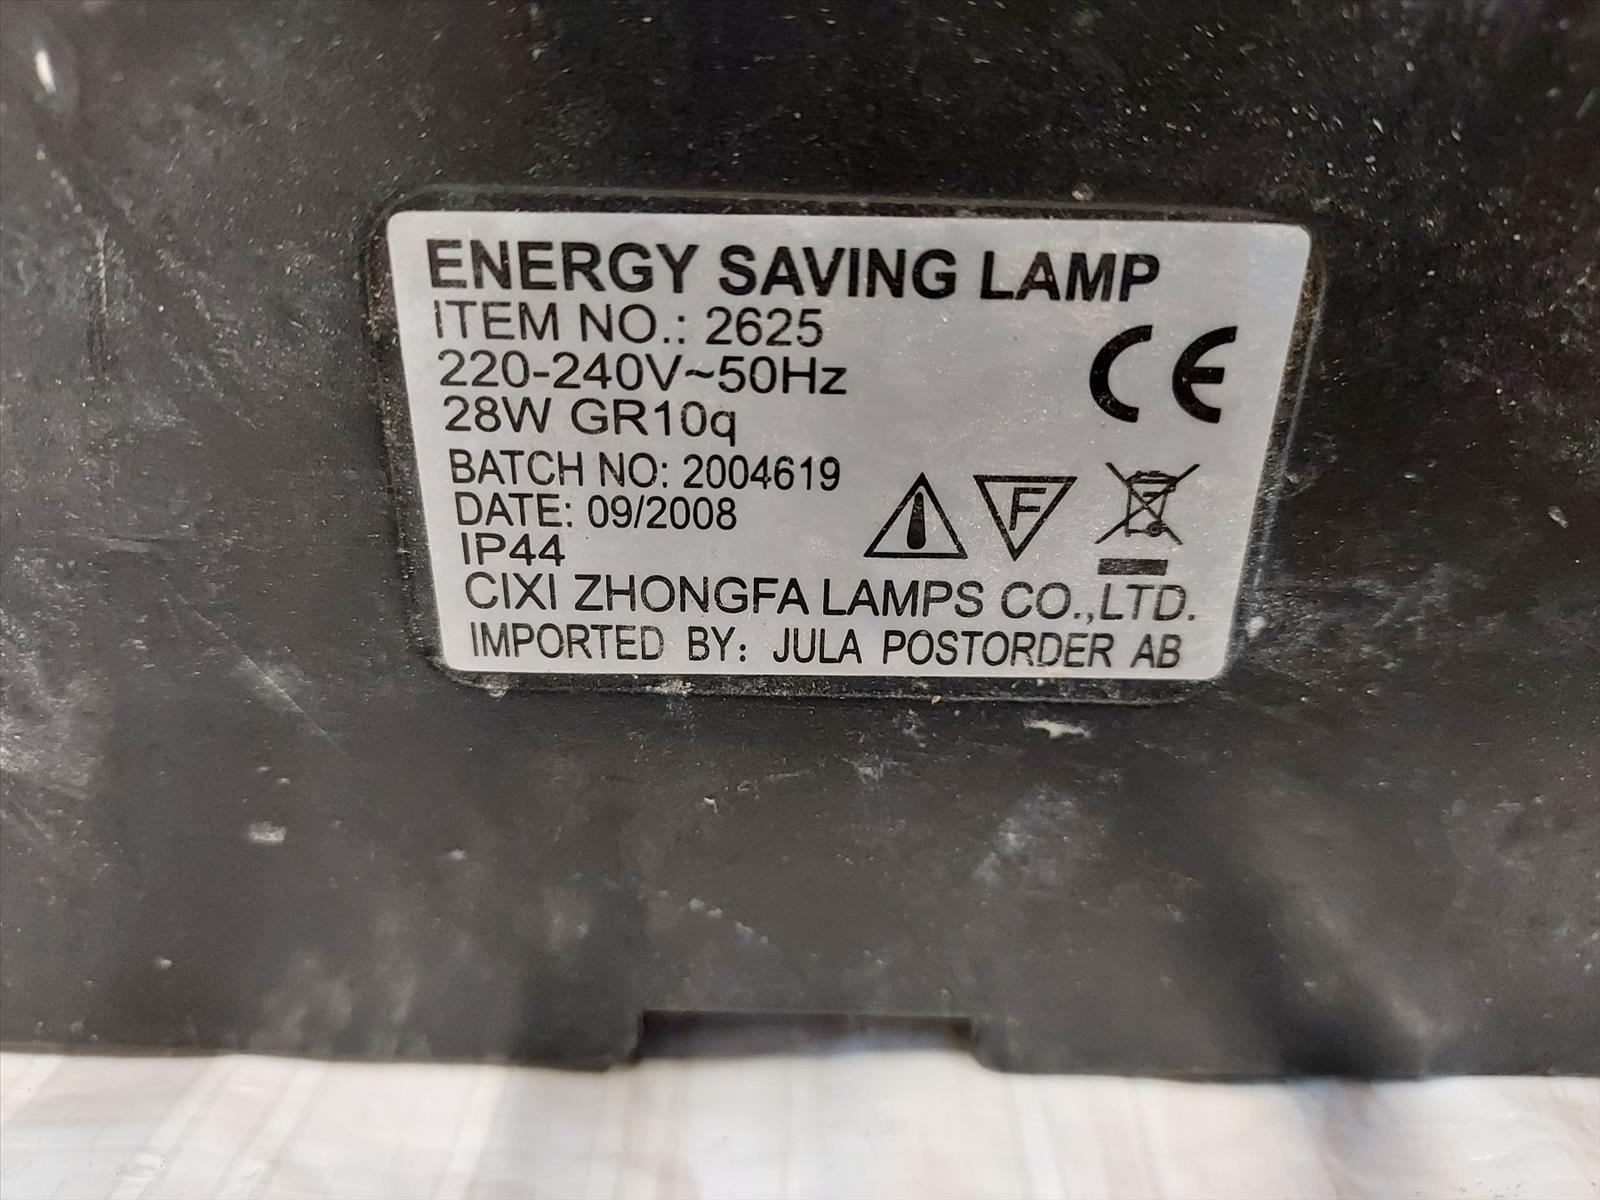 ENERGY SAVING LAMP
ITEM NO.: 2625
220-240V~50Hz
28W GR10q
CE
BATCH NO: 2004619
DATE: 09/2008
F
IP44
CIXI ZHONGFA LAMPS CO.,LTD.
IMPORTED BY: JULA POSTORDER AB